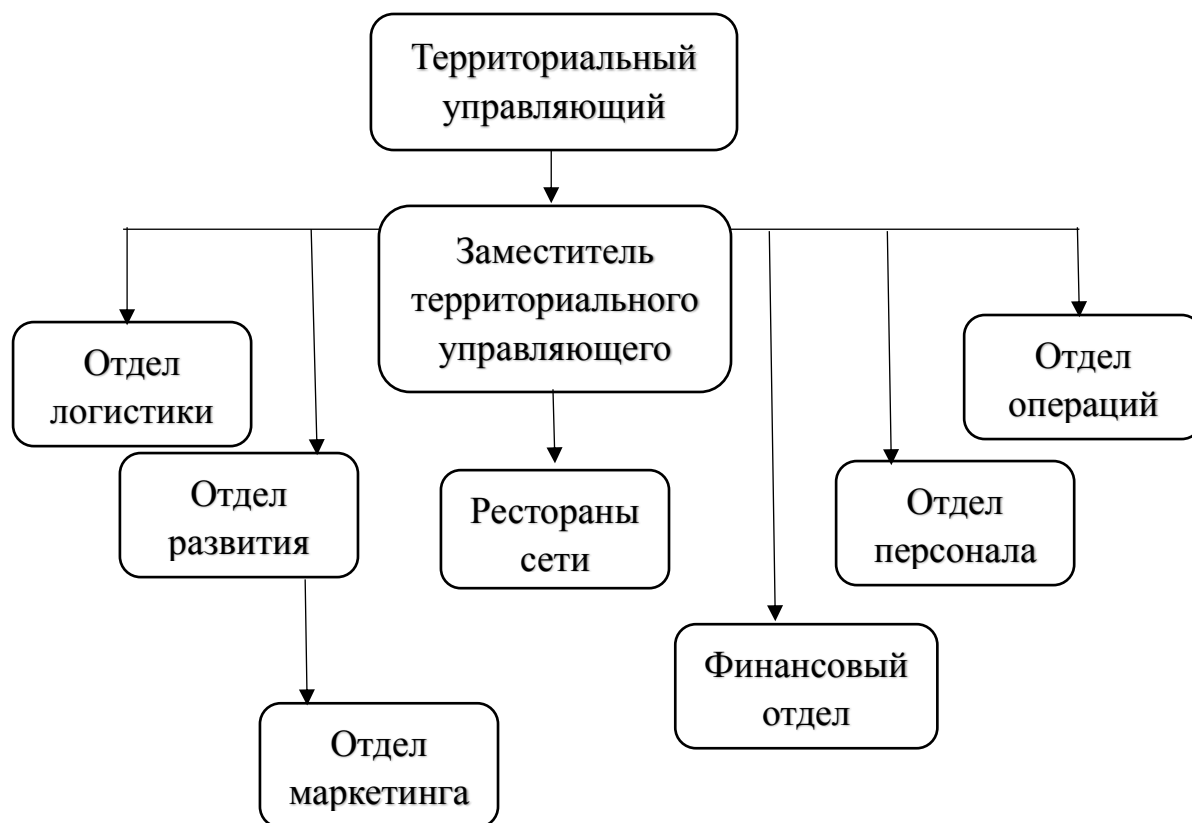 Территориальный
управляющий
Заместитель
территориального
управляющего
Отдел
логистики
Отдел
операций
Отдел
развития
Рестораны
сети
Отдел
персонала
Финансовый
отдел
Отдел
маркетинга